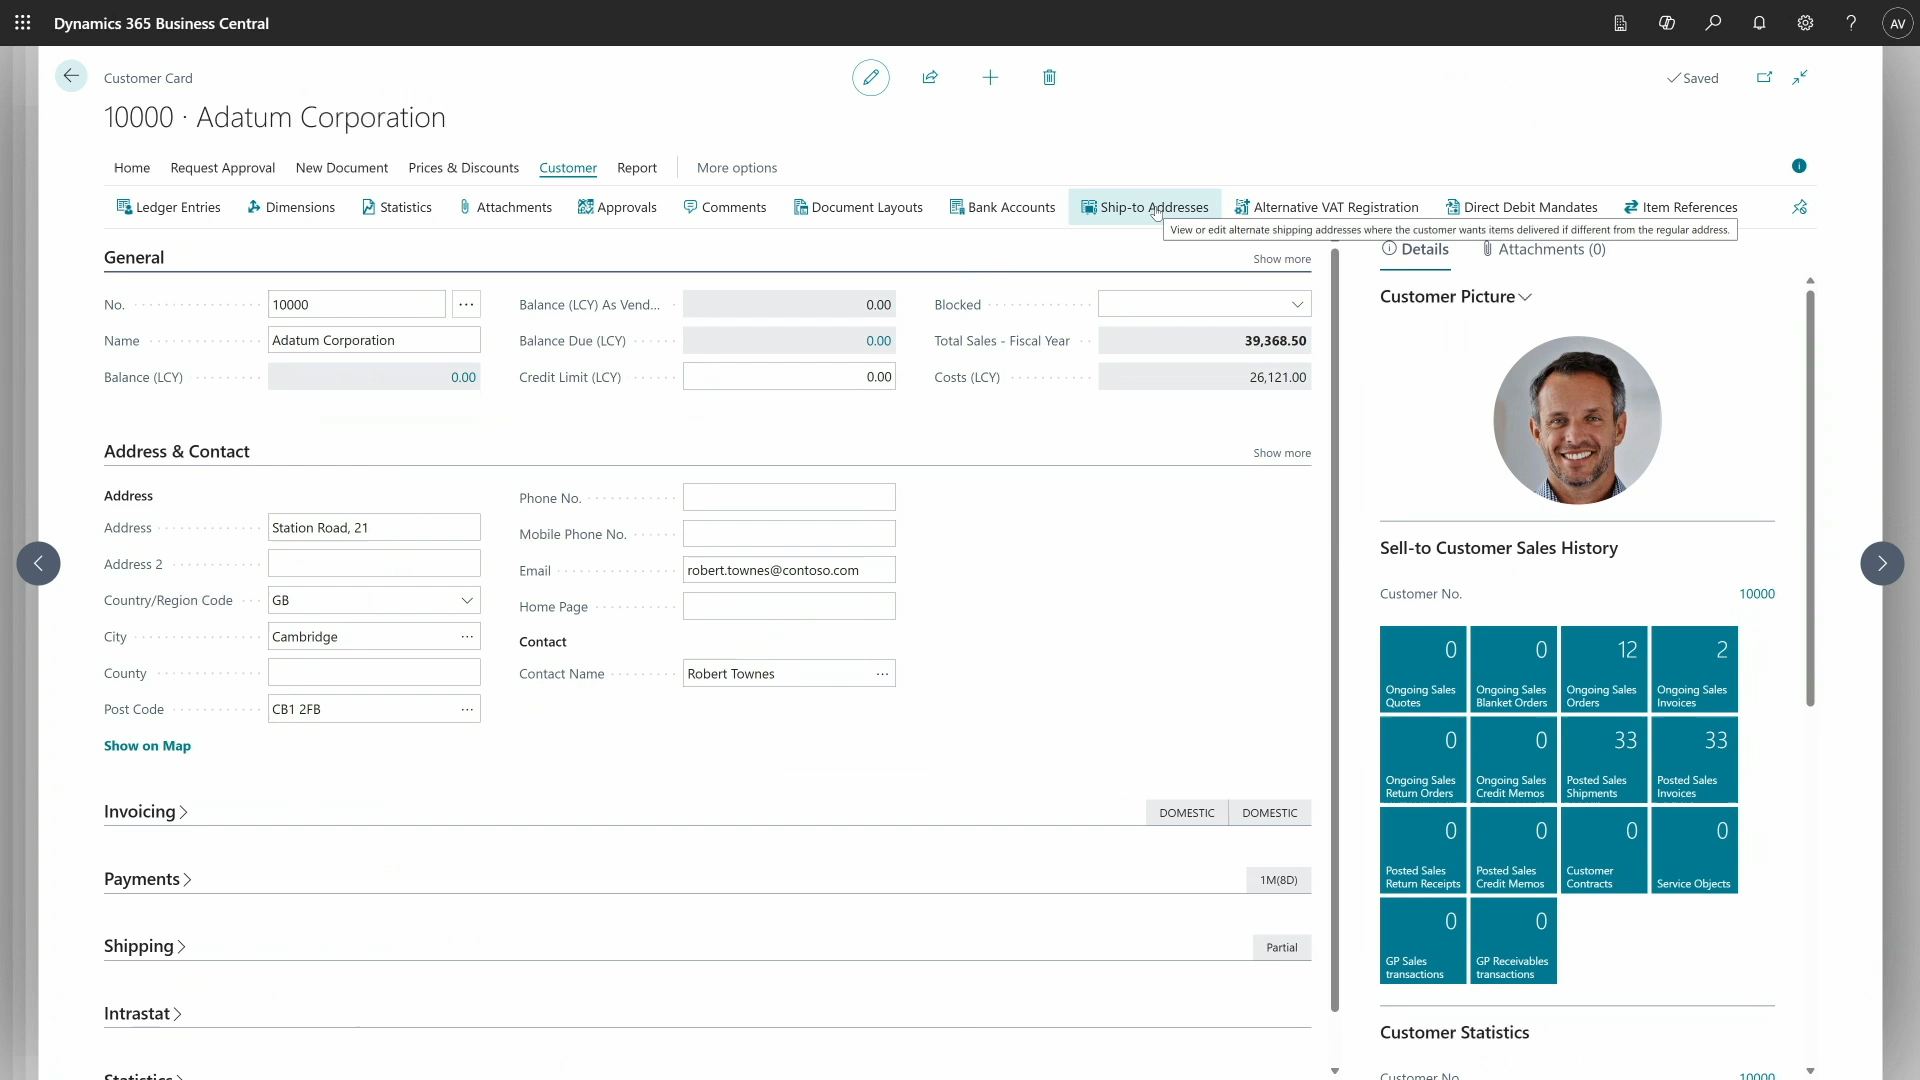 Dynamics 365 Business Central
AV
Customer Card
Saved
10000 · Adatum Corporation
Home Request Approval New Document Prices & Discounts Customer Report More options
Ledger Entries Dimensions Statistics Attachments Approvals Comments Document Layouts Bank Accounts Ship-to Addresses Alternative VAT Registration Direct Debit Mandates Item References
View or edit alternate shipping addresses where the customer wants items delivered if different from the regular address.
General
Show more
No. 10000 ...
Name Adatum Corporation
Balance (LCY) 0.00
Balance (LCY) As Vend... 0.00
Balance Due (LCY) 0.00
Credit Limit (LCY) 0.00
Blocked
Total Sales - Fiscal Year 39,368.50
Costs (LCY) 26,121.00
Address & Contact
Show more
Address
Address Station Road, 21
Address 2
Country/Region Code GB
City Cambridge ...
County
Post Code CB1 2FB ...
Show on Map
Phone No.
Mobile Phone No.
Email robert.townes@contoso.com
Home Page
Contact
Contact Name Robert Townes ...
Invoicing
DOMESTIC DOMESTIC
Payments
1M(8D)
Shipping
Partial
Intrastat
Statistics
Details Attachments (0)
Customer Picture
Sell-to Customer Sales History
Customer No. 10000
0
Ongoing Sales
Quotes
0
Ongoing Sales
Blanket Orders
12
Ongoing Sales
Orders
2
Ongoing Sales
Invoices
0
Ongoing Sales
Return Orders
0
Ongoing Sales
Credit Memos
33
Posted Sales
Shipments
33
Posted Sales
Invoices
0
Posted Sales
Return Receipts
0
Posted Sales
Credit Memos
0
Customer
Contracts
0
Service Objects
0
GP Sales
transactions
0
GP Receivables
transactions
Customer Statistics
Customer No. 10000